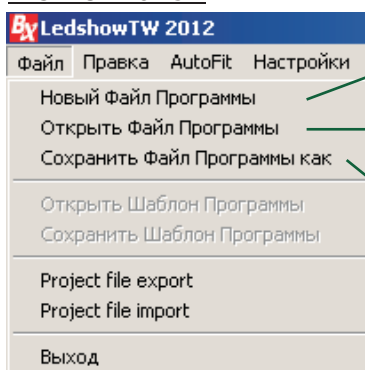 BX LedshowTW 2012
Файл Правка AutoFit Настройки
Новый Файл Программы
Открыть Файл Программы
Сохранить Файл Программы как
Открыть Шаблон Программы
Сохранить Шаблон Программы
Project file export
Project file import
Выход